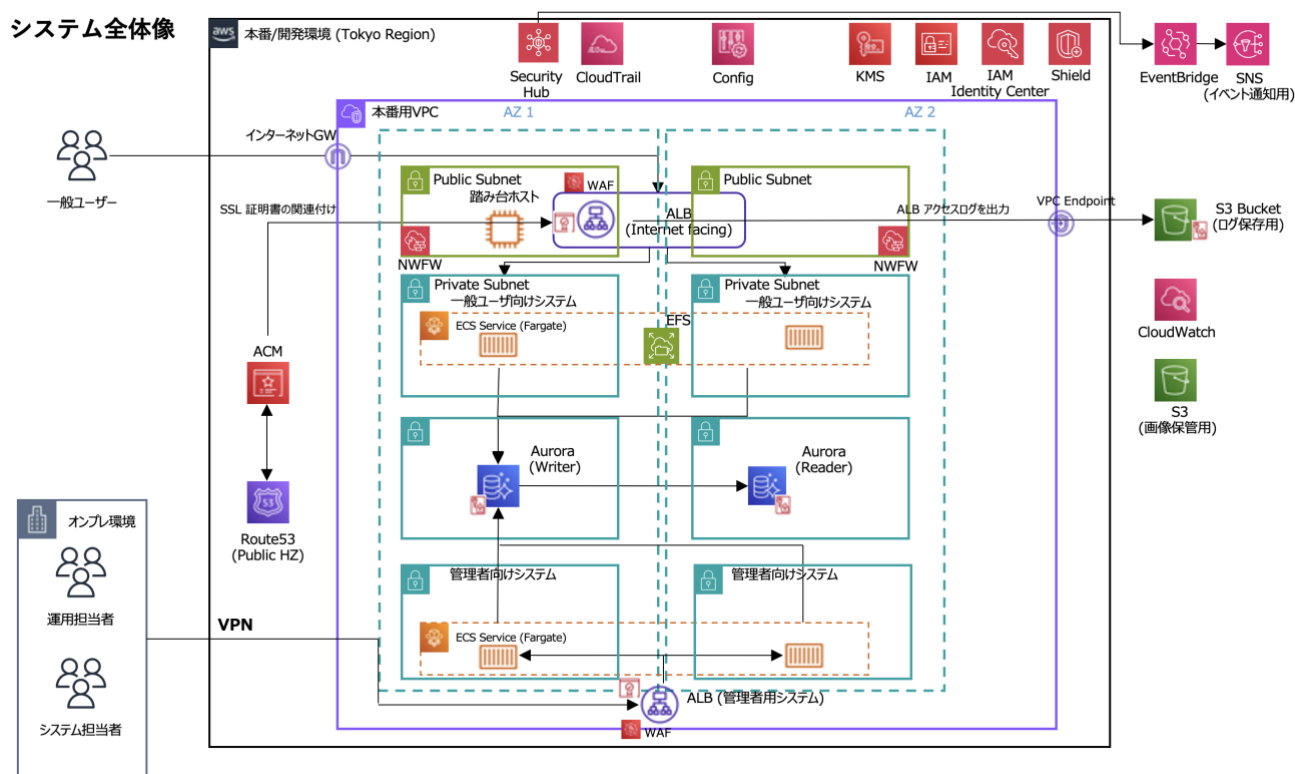 システム全体像
aws
本番/開発環境 (Tokyo Region)
Security
Hub
CloudTrail
Config
KMS
IAM
IAM
Identity Center
Shield
EventBridge
SNS
(イベント通知用)
本番用VPC
AZ 1
AZ 2
インターネットGW
一般ユーザー
Public Subnet
踏み台ホスト
WAF
Public Subnet
SSL 証明書の関連付け
ALB
(Internet facing)
ALB アクセスログを出力
VPC Endpoint
S3 Bucket
(ログ保存用)
NWFW
NWFW
Private Subnet
一般ユーザ向けシステム
Private Subnet
一般ユーザ向けシステム
ECS Service (Fargate)
EFS
CloudWatch
ACM
S3
(画像保管用)
Aurora
(Writer)
Aurora
(Reader)
53
Route53
(Public HZ)
オンプレ環境
運用担当者
管理者向けシステム
管理者向けシステム
VPN
ECS Service (Fargate)
システム担当者
ALB (管理者用システム)
WAF